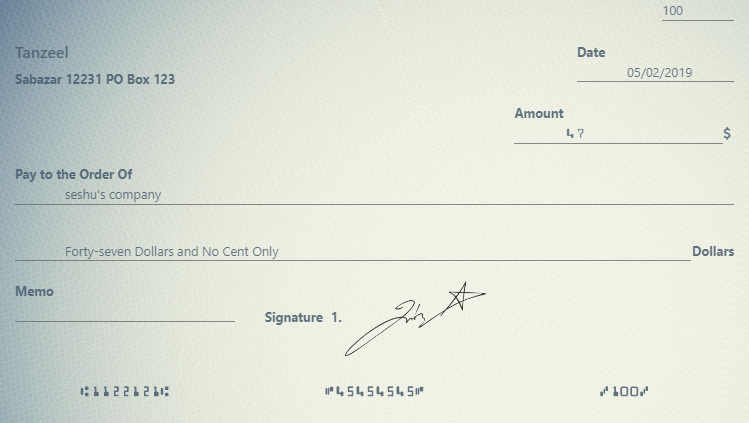 100
Tanzeel
Date
Sabazar 12231 PO Box 123
05/02/2019
Amount
47
$
Pay to the Order Of
seshu's company
Forty-seven Dollars and No Cent Only
Dollars
Memo
Signature 1.
⑆11221212⑆ ⑈45454545⑈ ⑇100⑇